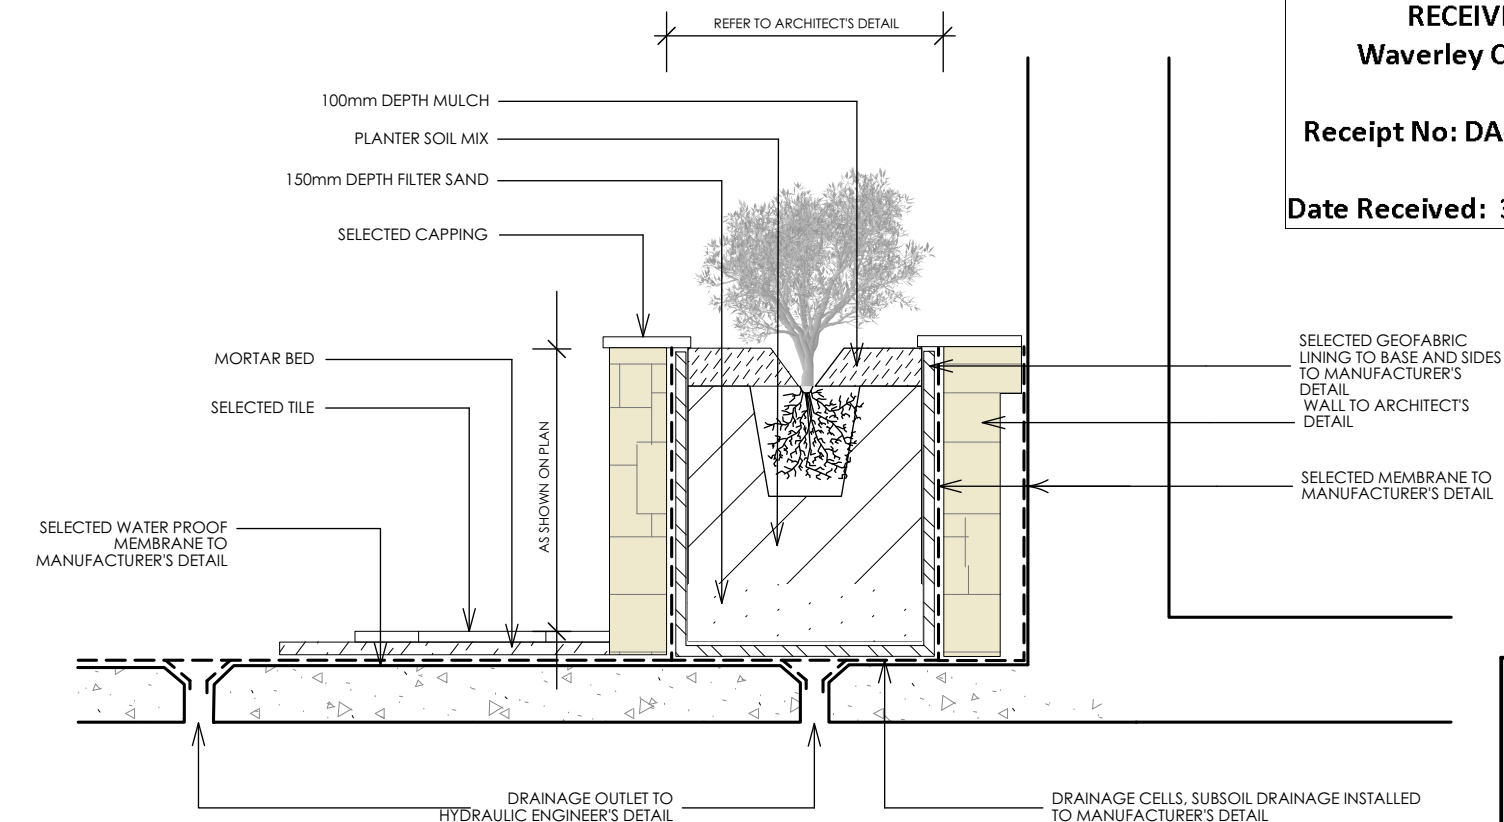 REFER TO ARCHITECT'S DETAIL
Waverley
Receipt No:
Date Received:
100mm DEPTH MULCH
PLANTER SOIL MIX
150mm DEPTH FILTER SAND
SELECTED CAPPING
MORTAR BED
SELECTED TILE
AS SHOWN ON PLAN
SELECTED WATER PROOF
MEMBRANE TO
MANUFACTURER'S DETAIL
SELECTED GEOFABRIC
LINING TO BASE AND SIDES
TO MANUFACTURER'S
DETAIL
WALL TO ARCHITECT'S
DETAIL
SELECTED MEMBRANE TO
MANUFACTURER'S DETAIL
DRAINAGE OUTLET TO
HYDRAULIC ENGINEER'S DETAIL
DRAINAGE CELLS, SUBSOIL DRAINAGE INSTALLED
TO MANUFACTURER'S DETAIL